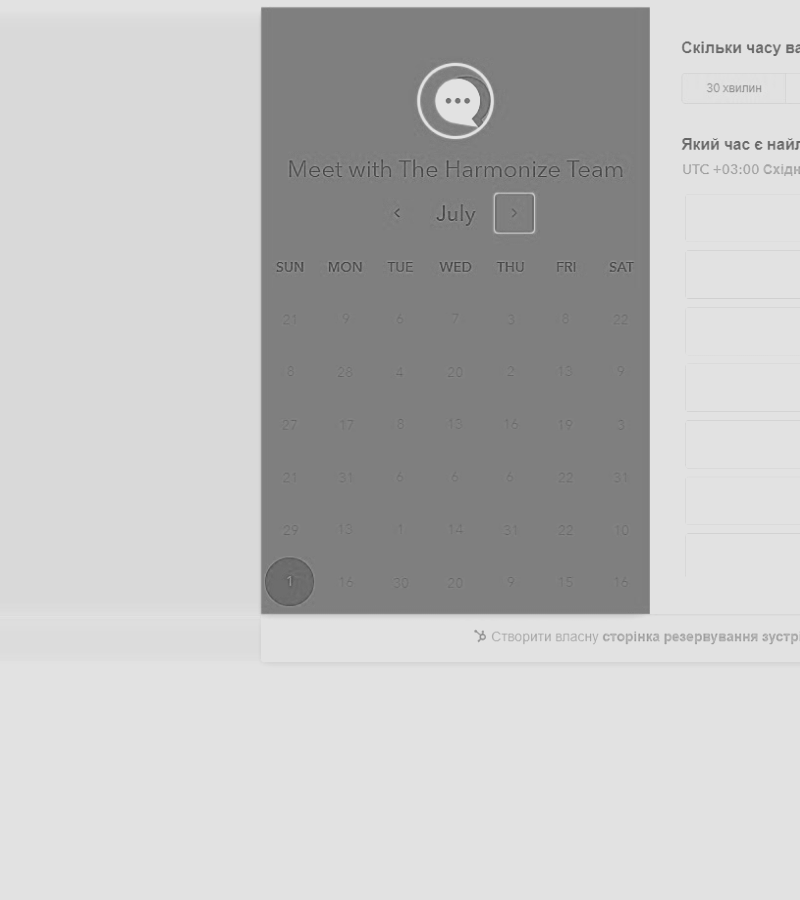 Meet with The Harmonize Team
July
SUN MON TUE WED THU FRI SAT
21 9 6 7 3 8 22
8 28 4 20 2 13 9
27 17 8 13 16 19 3
21 31 6 6 6 22 31
29 13 1 14 31 22 10
1 16 30 20 9 15 16
Скільки часу ва
30 хвилин
Який час є найл
UTC +03:00 Східн
Створити власну сторінка резервування зустрі